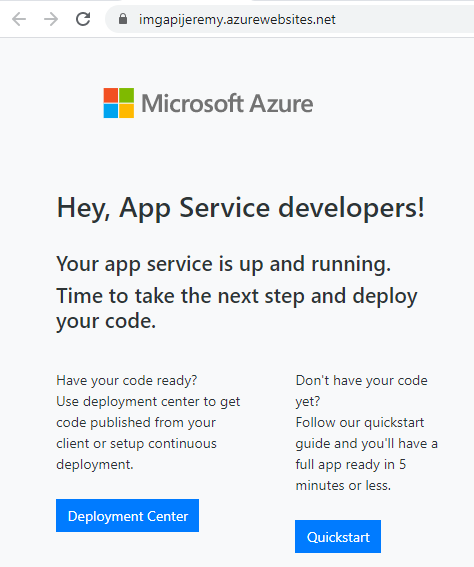 imgapijeremy.azurewebsites.net
Microsoft Azure
Hey, App Service developers!
Your app service is up and running.
Time to take the next step and deploy
your code.
Have your code ready?
Use deployment center to get
code published from your
client or setup continuous
deployment.
Deployment Center
Don't have your code
yet?
Follow our quickstart
guide and you'll have a
full app ready in 5
minutes or less.
Quickstart